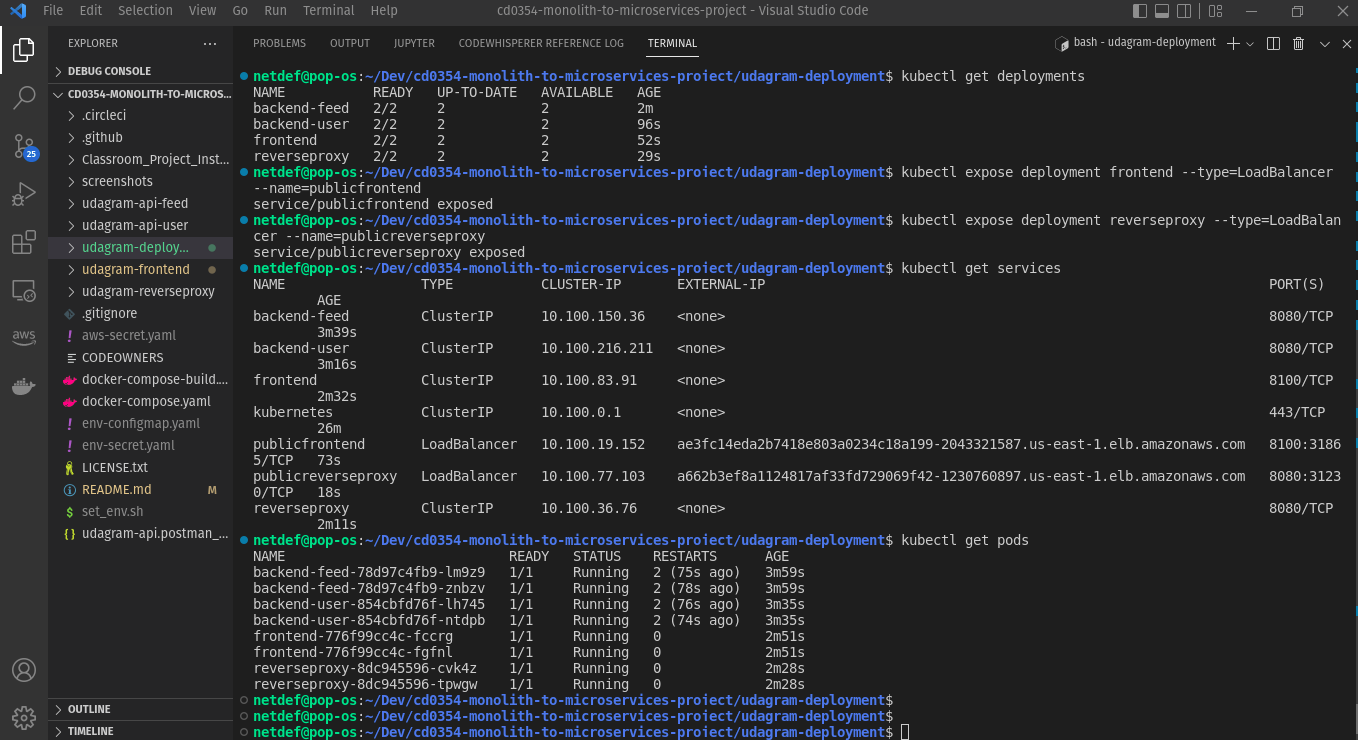 File Edit Selection View Go Run Terminal Help
cd0354-monolith-to-microservices-project - Visual Studio Code
EXPLORER
DEBUG CONSOLE
CD0354-MONOLITH-TO-MICROS...
.circleci
.github
Classroom_Project_Inst...
screenshots
udagram-api-feed
udagram-api-user
udagram-deploy...
udagram-frontend
udagram-reverseproxy
.gitignore
! aws-secret.yaml
CODEOWNERS
docker-compose-build....
docker-compose.yaml
! env-configmap.yaml
! env-secret.yaml
LICENSE.txt
README.md M
$ set_env.sh
{} udagram-api.postman_...
OUTLINE
TIMELINE
25
aws
PROBLEMS OUTPUT JUPYTER CODEWHISPERER REFERENCE LOG TERMINAL
bash - udagram-deployment
netdef@pop-os:~/Dev/cd0354-monolith-to-microservices-project/udagram-deployment$ kubectl get deployments
NAME READY UP-TO-DATE AVAILABLE AGE
backend-feed 2/2 2 2 2m
backend-user 2/2 2 2 96s
frontend 2/2 2 2 52s
reverseproxy 2/2 2 2 29s
netdef@pop-os:~/Dev/cd0354-monolith-to-microservices-project/udagram-deployment$ kubectl expose deployment frontend --type=LoadBalancer
--name=publicfrontend
service/publicfrontend exposed
netdef@pop-os:~/Dev/cd0354-monolith-to-microservices-project/udagram-deployment$ kubectl expose deployment reverseproxy --type=LoadBalan
cer --name=publicreverseproxy
service/publicreverseproxy exposed
netdef@pop-os:~/Dev/cd0354-monolith-to-microservices-project/udagram-deployment$ kubectl get services
NAME TYPE CLUSTER-IP EXTERNAL-IP PORT(S)
AGE
backend-feed ClusterIP 10.100.150.36 <none> 8080/TCP
3m39s
backend-user ClusterIP 10.100.216.211 <none> 8080/TCP
3m16s
frontend ClusterIP 10.100.83.91 <none> 8100/TCP
2m32s
kubernetes ClusterIP 10.100.0.1 <none> 443/TCP
26m
publicfrontend LoadBalancer 10.100.19.152 ae3fc14eda2b7418e803a0234c18a199-2043321587.us-east-1.elb.amazonaws.com 8100:3186
5/TCP 73s
publicreverseproxy LoadBalancer 10.100.77.103 a662b3ef8a1124817af33fd729069f42-1230760897.us-east-1.elb.amazonaws.com 8080:3123
0/TCP 18s
reverseproxy ClusterIP 10.100.36.76 <none> 8080/TCP
2m11s
netdef@pop-os:~/Dev/cd0354-monolith-to-microservices-project/udagram-deployment$ kubectl get pods
NAME READY STATUS RESTARTS AGE
backend-feed-78d97c4fb9-lm9z9 1/1 Running 2 (75s ago) 3m59s
backend-feed-78d97c4fb9-znbzv 1/1 Running 2 (78s ago) 3m59s
backend-user-854cbfd76f-lh745 1/1 Running 2 (76s ago) 3m35s
backend-user-854cbfd76f-ntdpb 1/1 Running 2 (74s ago) 3m35s
frontend-776f99cc4c-fccrg 1/1 Running 0 2m51s
frontend-776f99cc4c-fgfnl 1/1 Running 0 2m51s
reverseproxy-8dc945596-cvk4z 1/1 Running 0 2m28s
reverseproxy-8dc945596-tpwgw 1/1 Running 0 2m28s
netdef@pop-os:~/Dev/cd0354-monolith-to-microservices-project/udagram-deployment$
netdef@pop-os:~/Dev/cd0354-monolith-to-microservices-project/udagram-deployment$
netdef@pop-os:~/Dev/cd0354-monolith-to-microservices-project/udagram-deployment$